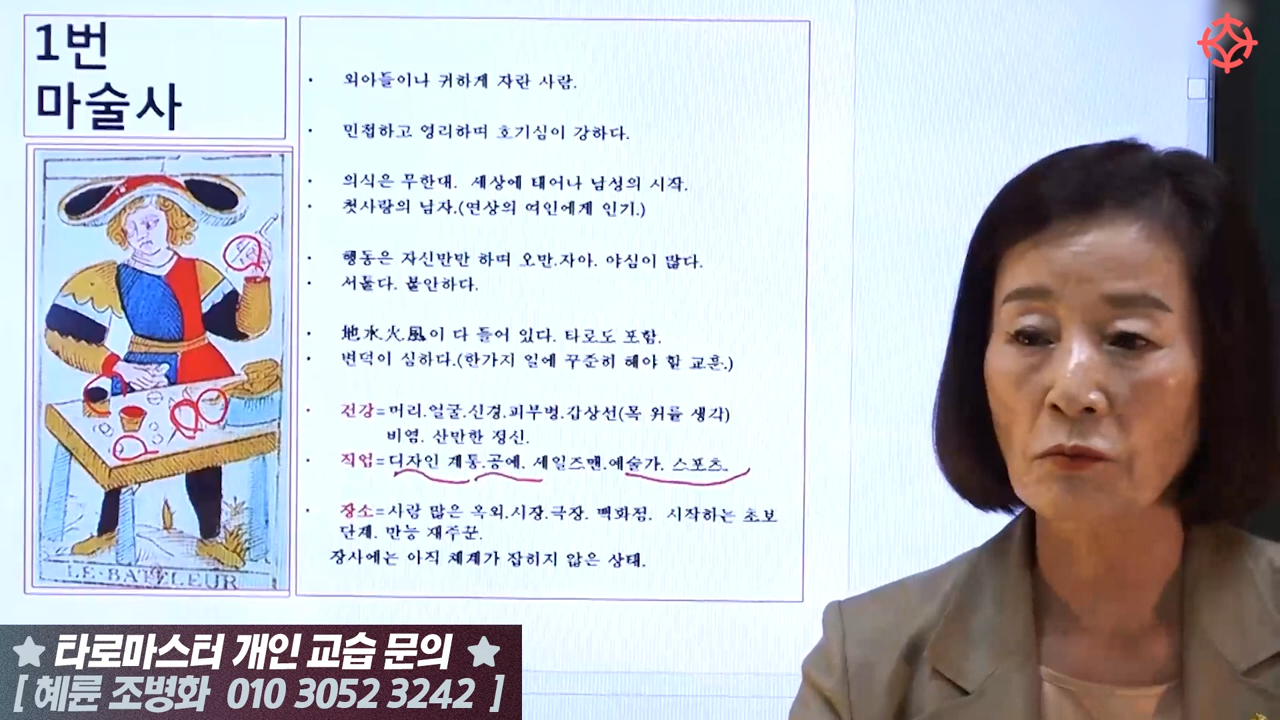 1번
마술사
• 외아들이나 귀하게 자란 사람.
• 민접하고 영리하며 호기심이 강하다.
• 의식은 무한대. 세상에 태어나 남성의 시작.
• 첫사랑의 남자.(연상의 여인에게 인기.)
• 행동은 자신만만 하며 오만.자아. 야심이 많다.
• 서툴다. 불안하다.
• 地水火風이 다 들어 있다. 타로도 포함.
• 변덕이 심하다.(한가지 일에 꾸준히 해야 할 교훈.)
• 건강=머리.얼굴.신경.피부병.갑상선(목 위를 생각)
비염. 산만한 정신.
• 직업=디자인 계통.공예. 세일즈맨.예술가. 스포츠.
• 장소=사람 많은 옥외.시장.극장. 백화점. 시작하는 초보
단체. 만능 재주꾼.
장사에는 아직 체계가 잡히지 않은 상태.
LE·BATELEUR
타로마스터 개인 교습 문의
[ 혜륜 조병화 010 3052 3242 ]